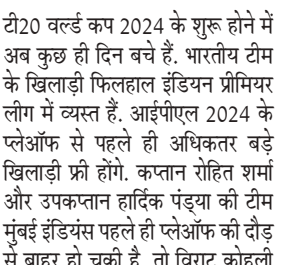 टी20 वर्ल्ड कप 2024 के शुरू होने में
अब कुछ ही दिन बचे हैं. भारतीय टीम
के खिलाड़ी फिलहाल इंडियन प्रीमियर
लीग में व्यस्त हैं. आईपीएल 2024 के
प्लेऑफ से पहले ही अधिकतर बड़े
खिलाड़ी फ्री होंगे. कप्तान रोहित शर्मा
और उपकप्तान हार्दिक पंड्या की टीम
मुंबई इंडियंस पहले ही प्लेऑफ की दौड़
से बाहर हो चुकी है. तो विराट कोहली